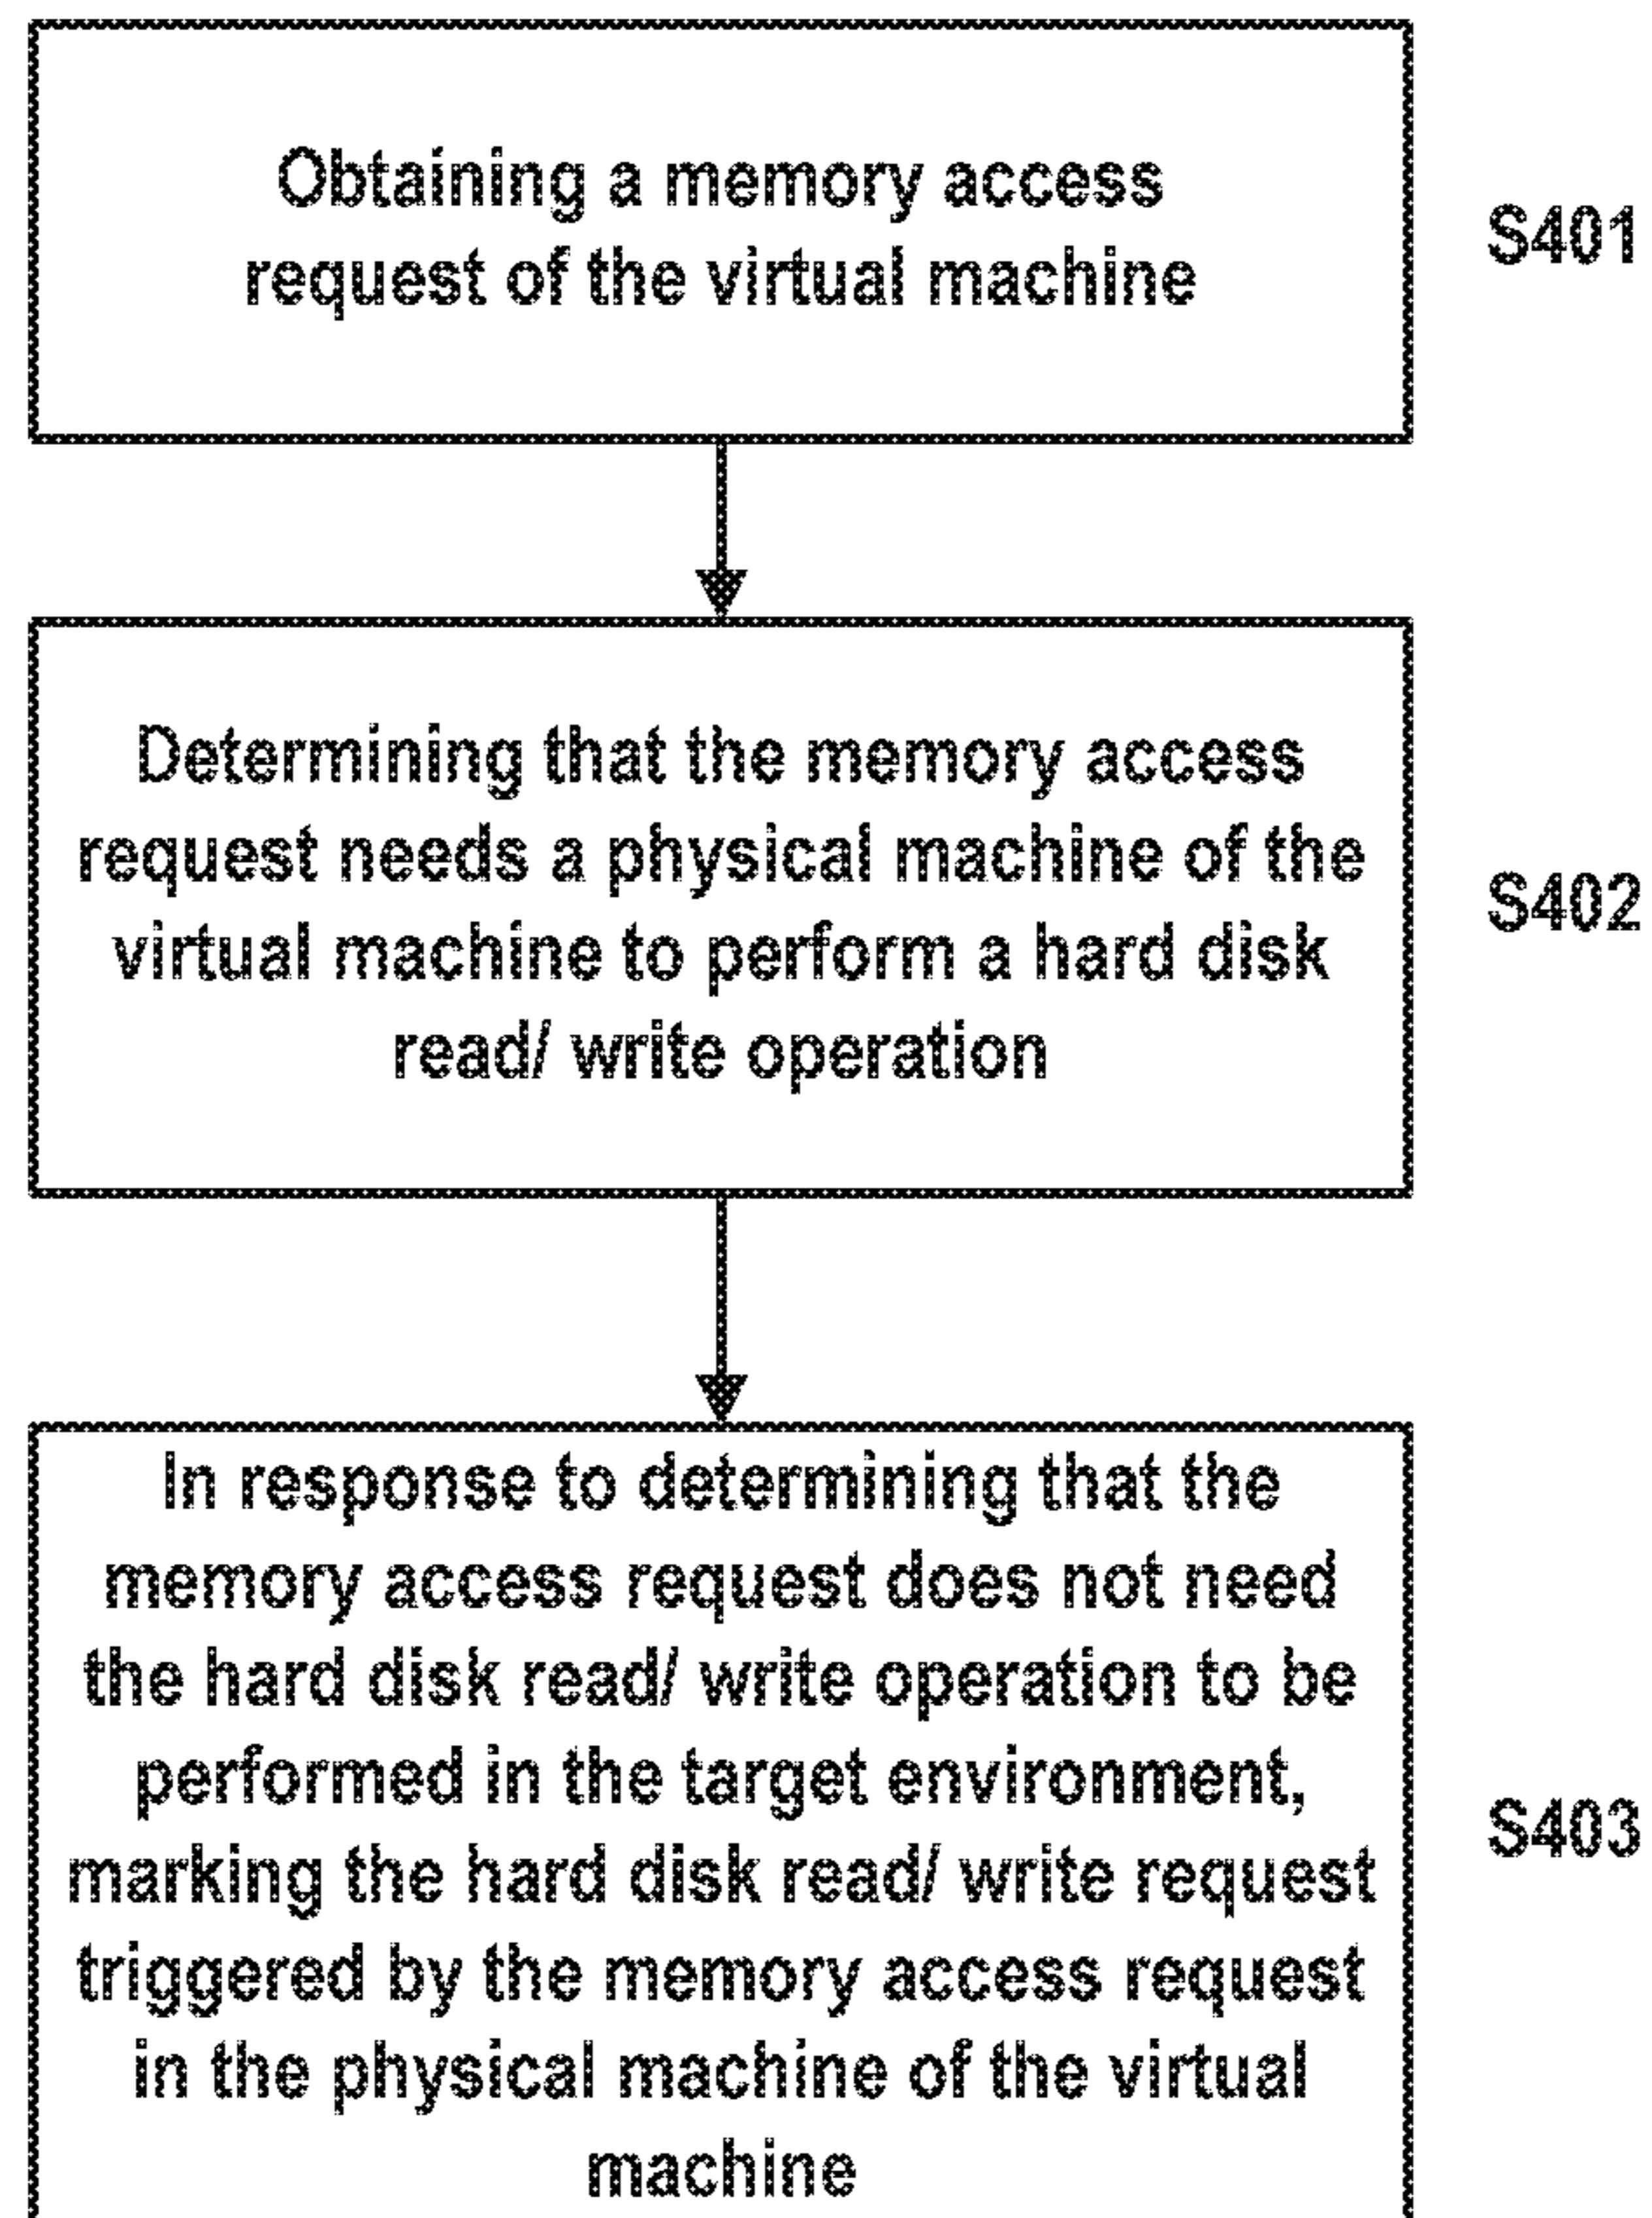 Obtaining a memory access
request of the virtual machine
S401
Determining that the memory access
request needs a physical machine of the
virtual machine to perform a hard disk
read/ write operation
S402
In response to determining that the
memory access request does not need
the hard disk read/ write operation to be
performed in the target environment,
marking the hard disk read/ write request
triggered by the memory access request
in the physical machine of the virtual
machine
S403